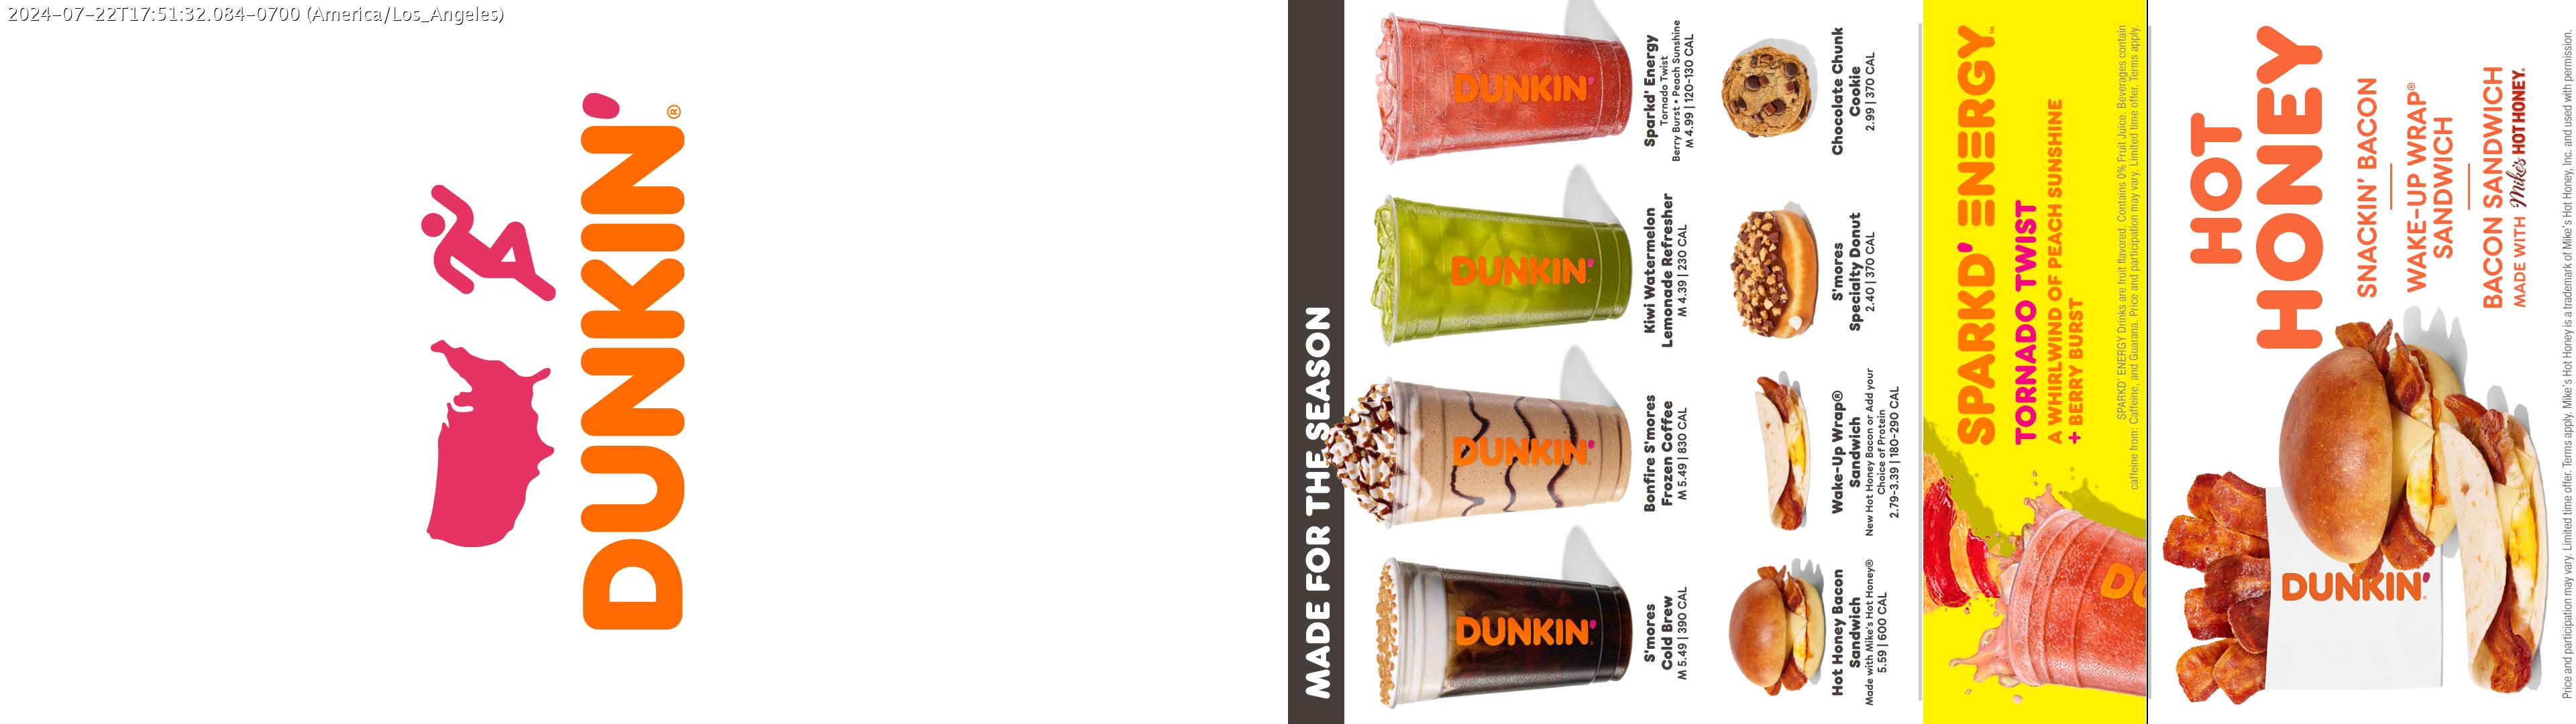 2024-07-22T17:51:32.084-0700 (America/Los_Angeles)
DUNKIN'®
MADE FOR THE SEASON
DUNKIN'
S'mores
Cold Brew
M 5.49 | 390 CAL
DUNKIN'
Bonfire S'mores
Frozen Coffee
M 5.49 | 830 CAL
DUNKIN'
Kiwi Watermelon
Lemonade Refresher
M 4.39 | 230 CAL
DUNKIN'
Sparkd' Energy
Tornado Twist
Berry Burst • Peach Sunshine
M 4.99 | 120-130 CAL
Hot Honey Bacon
Sandwich
Made with Mike's Hot Honey®
5.59 | 600 CAL
Wake-Up Wrap®
Sandwich
New Hot Honey Bacon or Add your
Choice of Protein
2.79-3.39 | 180-290 CAL
S'mores
Specialty Donut
2.40 | 370 CAL
Chocolate Chunk
Cookie
2.99 | 370 CAL
SPARKD' ENERGY™
TORNADO TWIST
A WHIRLWIND OF PEACH SUNSHINE
+ BERRY BURST
DU
SPARKD' ENERGY Drinks are fruit flavored. Contains 0% Fruit Juice. Beverages contain
caffeine from: Caffeine, and Guarana. Price and participation may vary. Limited time offer. Terms apply.
HOT
HONEY
SNACKIN' BACON
WAKE-UP WRAP®
SANDWICH
BACON SANDWICH
MADE WITH Mike's HOT HONEY.
DUNKIN'
Price and participation may vary. Limited time offer. Terms apply. Mike's Hot Honey is a trademark of Mike's Hot Honey, Inc. and used with permission.